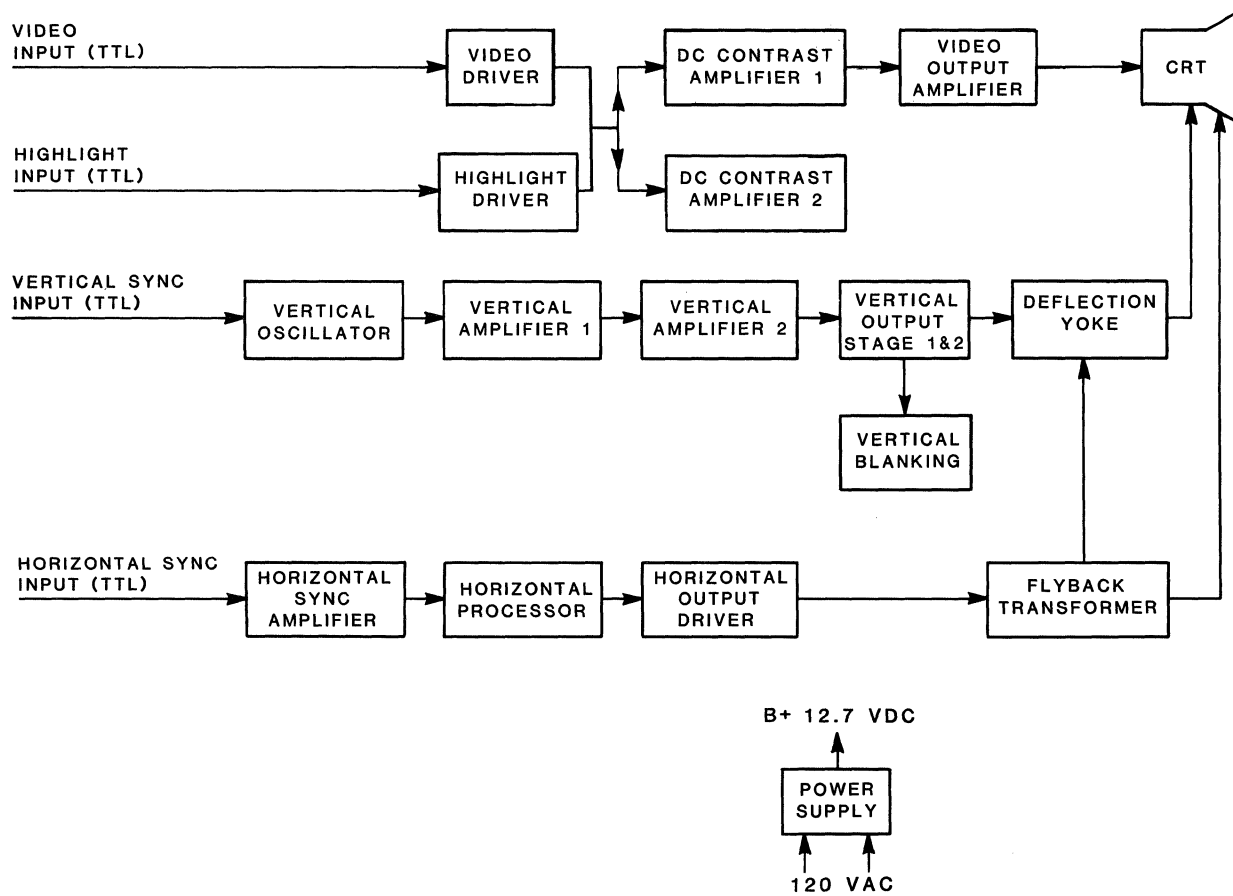 VIDEO
INPUT (TTL)
VIDEO
DRIVER
DC CONTRAST
AMPLIFIER 1
VIDEO
OUTPUT
AMPLIFIER
CRT
HIGHLIGHT
INPUT (TTL)
HIGHLIGHT
DRIVER
DC CONTRAST
AMPLIFIER 2
VERTICAL SYNC
INPUT (TTL)
VERTICAL
OSCILLATOR
VERTICAL
AMPLIFIER 1
VERTICAL
AMPLIFIER 2
VERTICAL
OUTPUT
STAGE 1&2
DEFLECTION
YOKE
VERTICAL
BLANKING
HORIZONTAL SYNC
INPUT (TTL)
HORIZONTAL
SYNC
AMPLIFIER
HORIZONTAL
PROCESSOR
HORIZONTAL
OUTPUT
DRIVER
FLYBACK
TRANSFORMER
B+ 12.7 VDC
POWER
SUPPLY
120 VAC